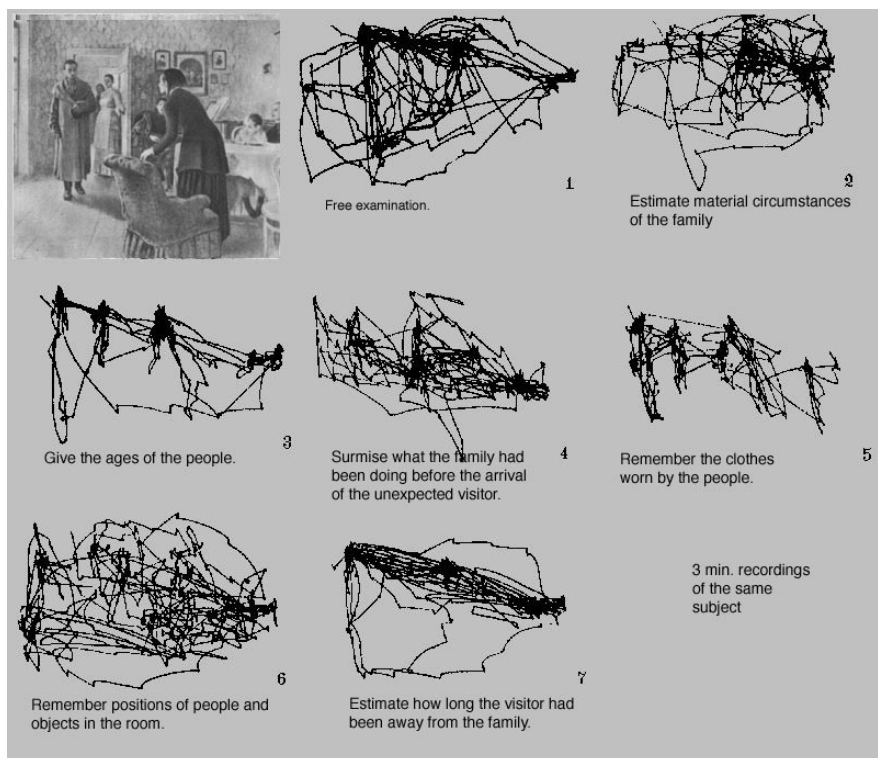 1
Free examination.
2
Estimate material circumstances
of the family
3
Give the ages of the people.
4
Surmise what the family had
been doing before the arrival
of the unexpected visitor.
5
Remember the clothes
worn by the people.
6
Remember positions of people and
objects in the room.
7
Estimate how long the visitor had
been away from the family.
3 min. recordings
of the same
subject